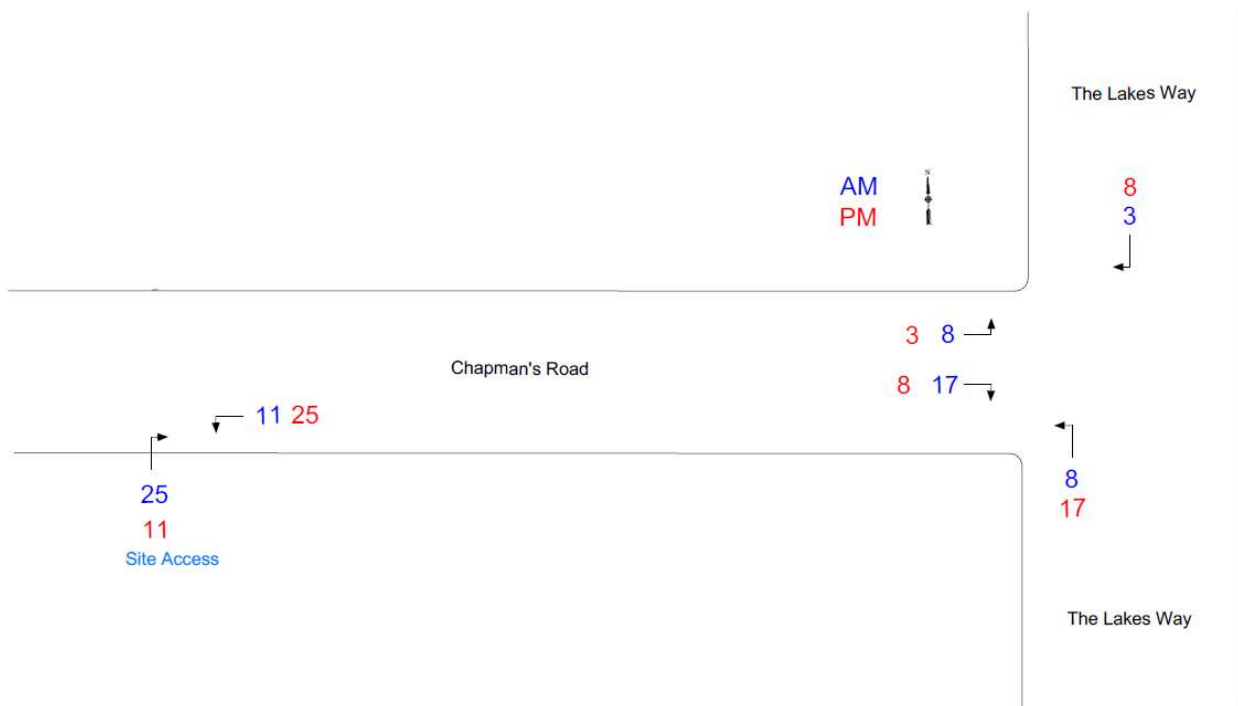 The Lakes Way
N
AM
PM
8
3
3 8
Chapman's Road
8 17
11 25
25
11
Site Access
8
17
The Lakes Way